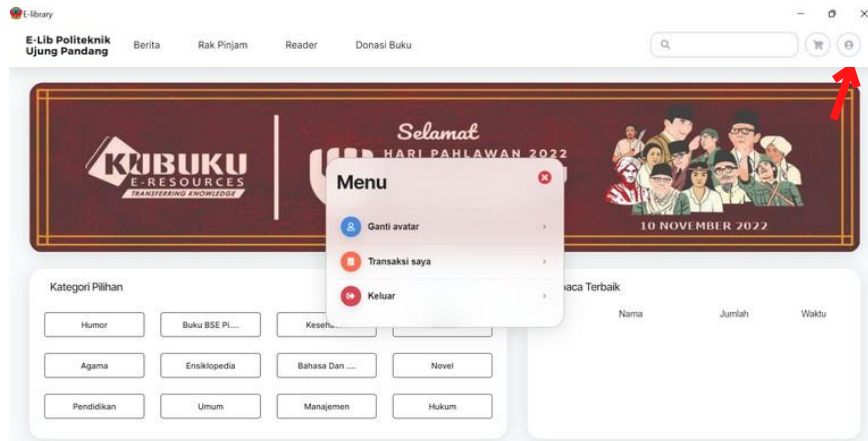 E-library
E-Lib Politeknik
Ujung Pandang
Berita
Rak Pinjam
Reader
Donasi Buku
KUBUKU
E-RESOURCES
TRANSFERRING KNOWLEDGE
Selamat
HARI PAHLAWAN 2022
10 NOVEMBER 2022
Menu
Ganti avatar
Transaksi saya
Keluar
Kategori Pilihan
Humor
Buku BSE Pi....
Agama
Ensiklopedia
Bahasa Dan ....
Novel
Pendidikan
Umum
Manajemen
Hukum
Terbaik
Nama
Jumlah
Waktu